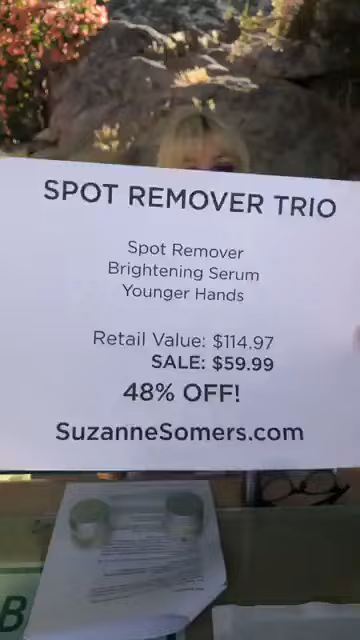 SPOT REMOVER TRIO
Spot Remover
Brightening Serum
Younger Hands
Retail Value: $114.97
SALE: $59.99
48% OFF!
SuzanneSomers.com
B